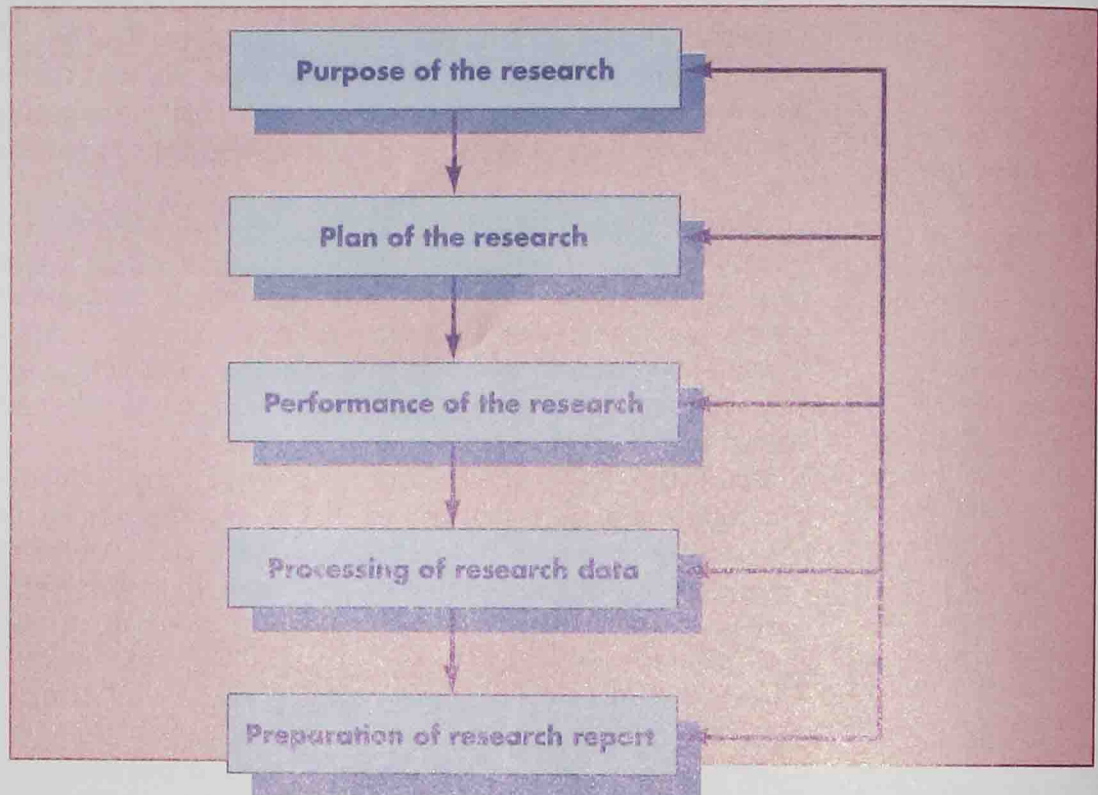 Purpose of the research
Plan of the research
Performance of the research
Processing of research data
Preparation of research report